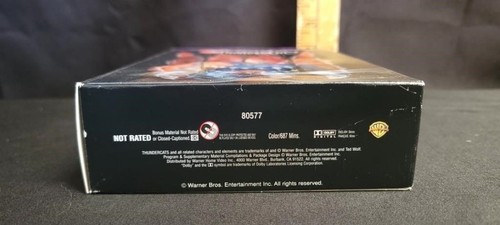 80577
NOT RATED Bonus Material Not Rated or Closed-Captioned
Color/687 Mins.
DOLBY DIGITAL
THUNDERCATS and all related characters and elements are trademarks of and © Warner Bros. Entertainment Inc. and Ted Wolf.
Program & Supplementary Material Compilations & Package Design © Warner Bros. Entertainment Inc.
Distributed by Warner Home Video Inc., 4000 Warner Blvd., Burbank, CA 91522. All rights reserved.
"Dolby" and the DD symbol are trademarks of Dolby Laboratories Licensing Corporation.
© Warner Bros. Entertainment Inc. All rights reserved.